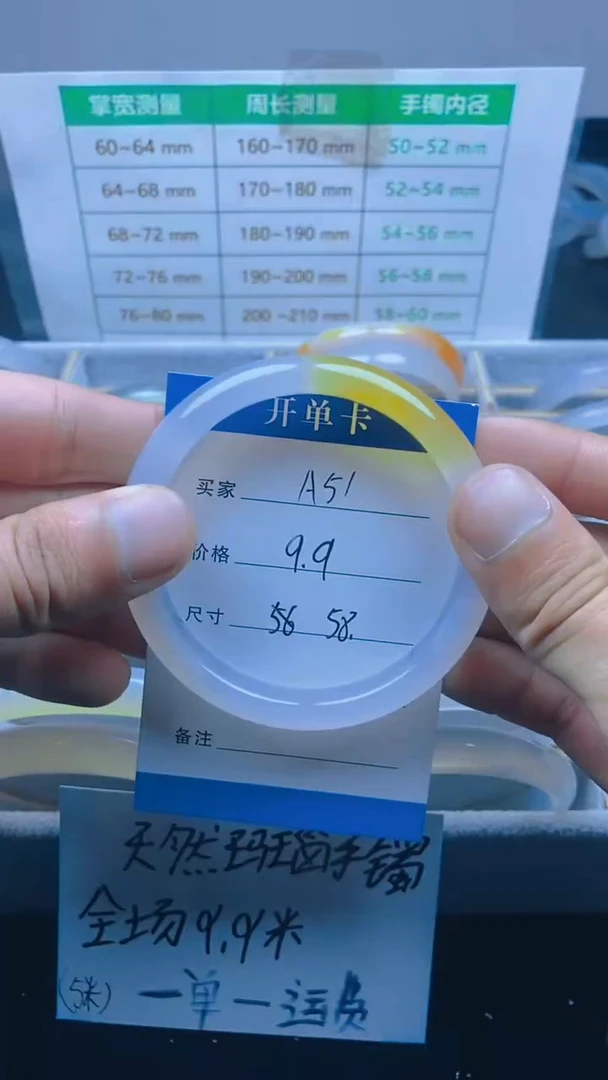 掌宽测量 周长测量 手镯内径
60-64 mm 160-170 mm 50-52 mm
64-68 mm 170-180 mm 52-54 mm
68-72 mm 180-190 mm 54-56 mm
72-76 mm 190-200 mm 56-58 mm
76-80 mm 200-210 mm 58-60 mm
开单卡
买家 A51
价格 9.9
尺寸 56 58.
备注
天然玛瑙手镯
全场9.9米
(5米) 一单一运费